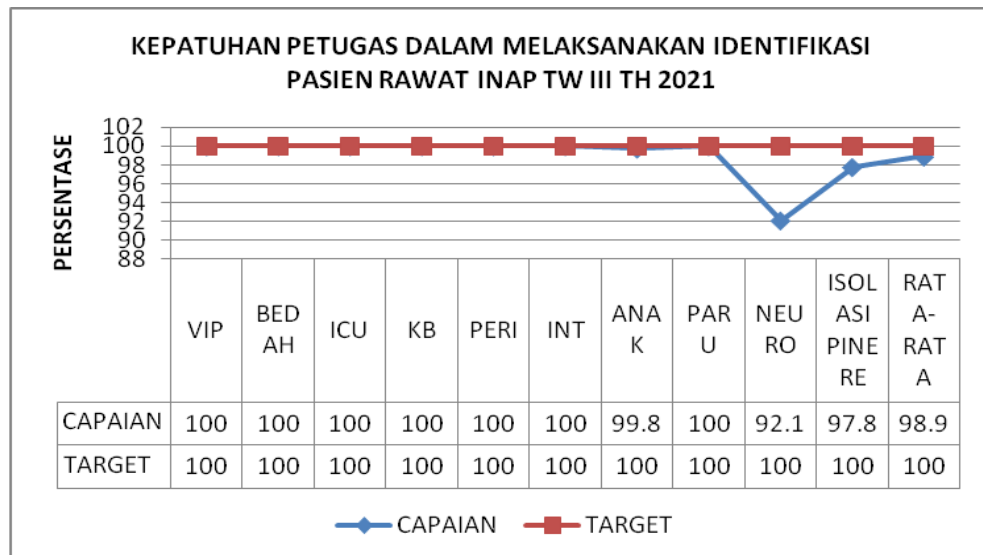 KEPATUHAN PETUGAS DALAM MELAKSANAKAN IDENTIFIKASI
PASIEN RAWAT INAP TW III TH 2021
PERSENTASE
102
100
98
96
94
92
90
88
VIP BED AH ICU KB PERI INT ANA K PAR U NEU RO ISOL ASI PINE RE RAT A- RAT A
CAPAIAN 100 100 100 100 100 100 99.8 100 92.1 97.8 98.9
TARGET 100 100 100 100 100 100 100 100 100 100 100
CAPAIAN TARGET